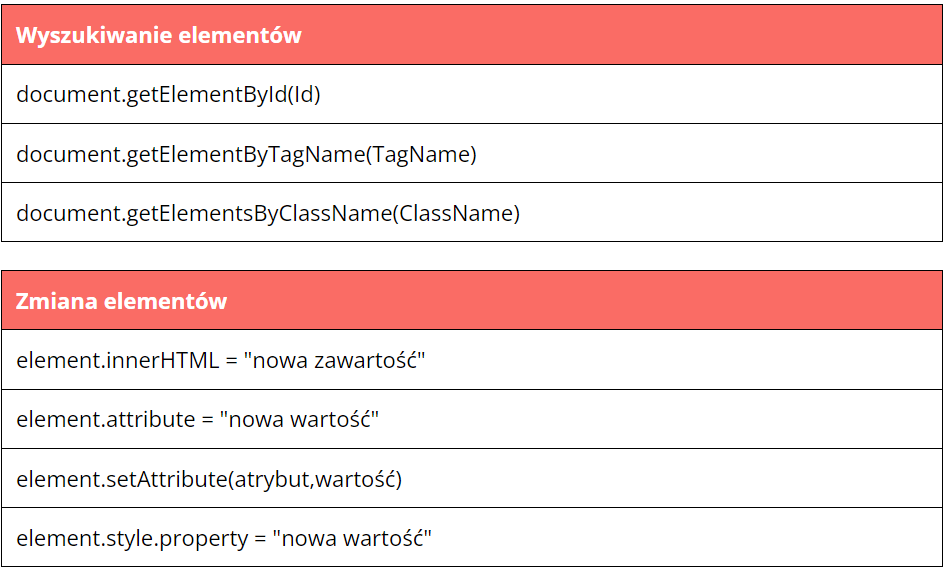 Wyszukiwanie elementów
document.getElementById(Id)
document.getElementByTagName(TagName)
document.getElementsByClassName(ClassName)
Zmiana elementów
element.innerHTML = "nowa zawartość"
element.attribute = "nowa wartość"
element.setAttribute(atrybut,wartość)
element.style.property = "nowa wartość"